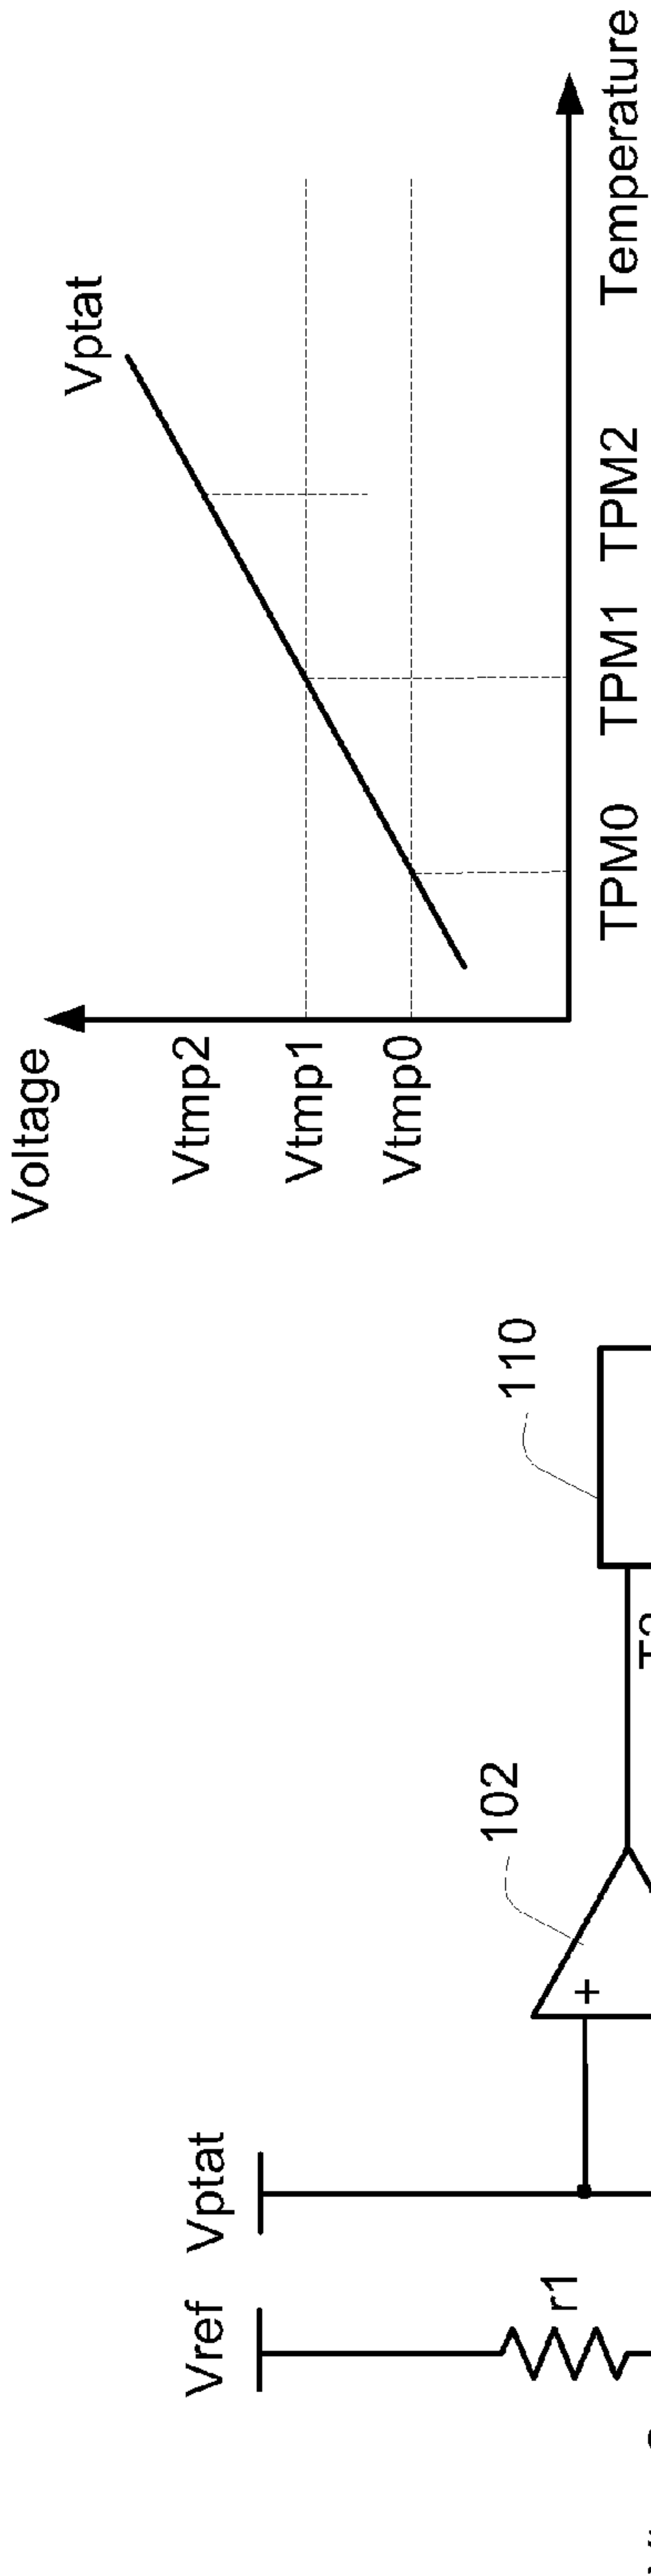 Voltage
Vptat
Vtmp2
Vtmp1
Vtmp0
TPM0
TPM1
TPM2
Temperature
Vref
Vptat
r1
+
102
110